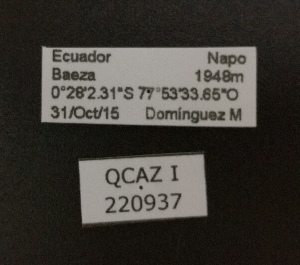 Ecuador Napo
Baeza 1948m
0°28'2.31"S 77°53'33.65"O
31/Oct/15 Domínguez M
QCAZ I
220937